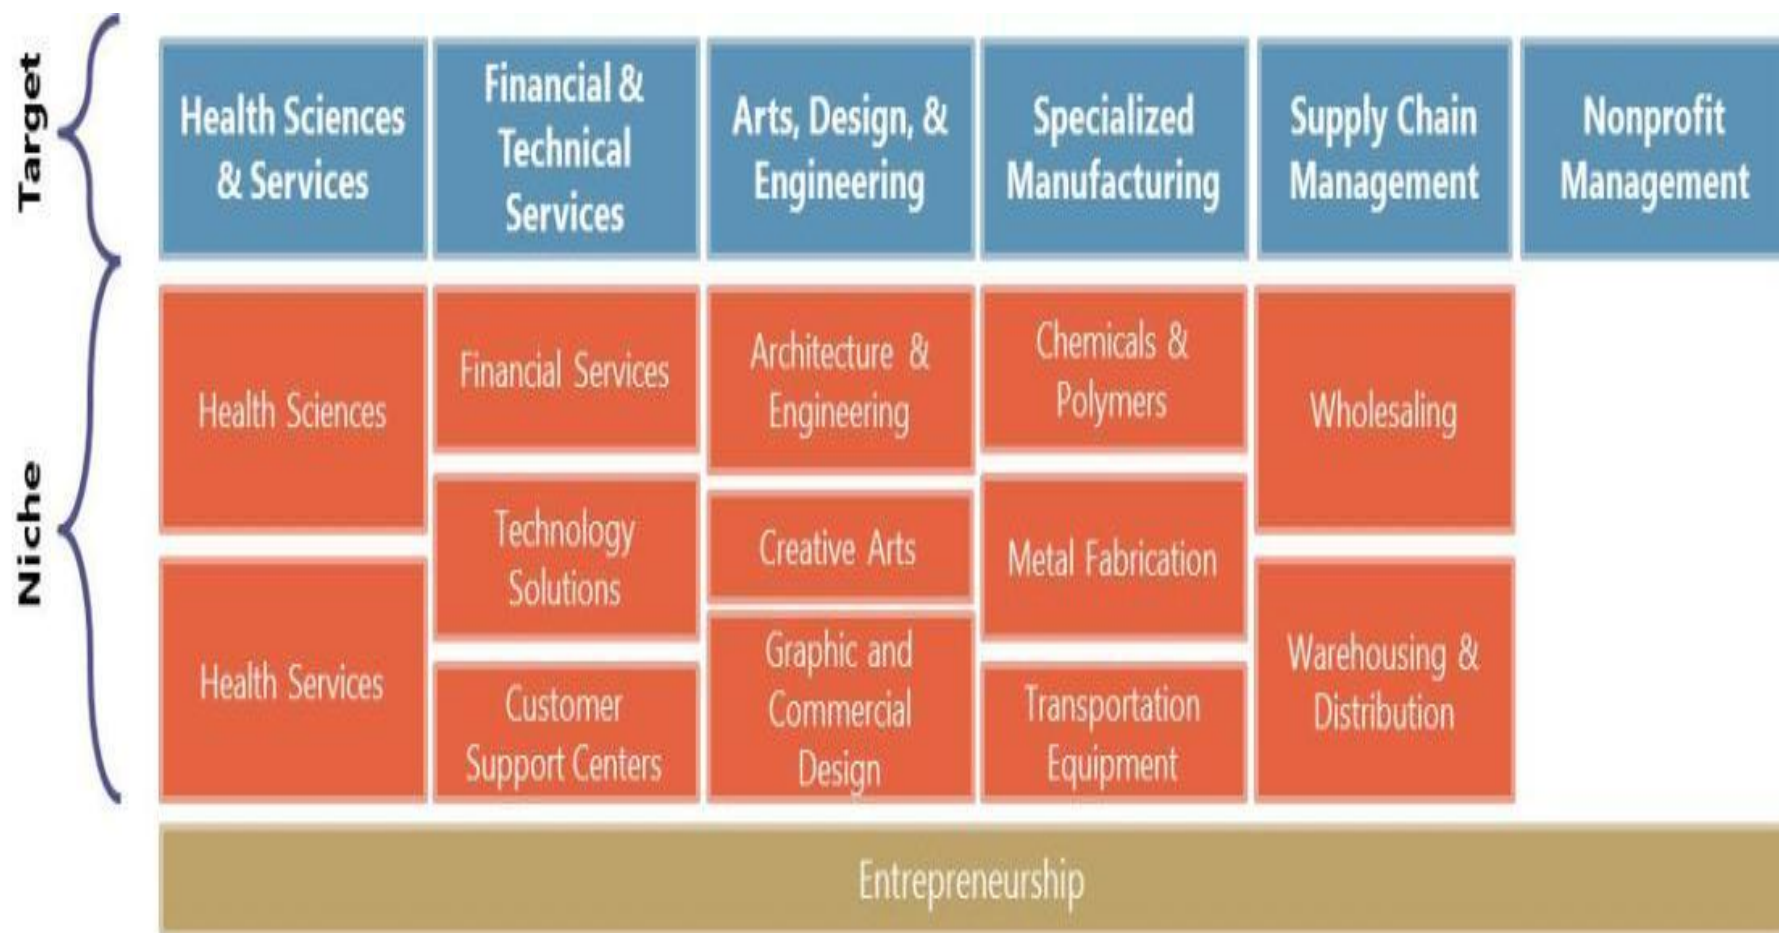 Target
Health Sciences
& Services
Financial &
Technical
Services
Arts, Design, &
Engineering
Specialized
Manufacturing
Supply Chain
Management
Nonprofit
Management
Niche
Health Sciences
Health Services
Financial Services
Technology
Solutions
Customer
Support Centers
Architecture &
Engineering
Creative Arts
Graphic and
Commercial
Design
Chemicals &
Polymers
Metal Fabrication
Transportation
Equipment
Wholesaling
Warehousing &
Distribution
Entrepreneurship